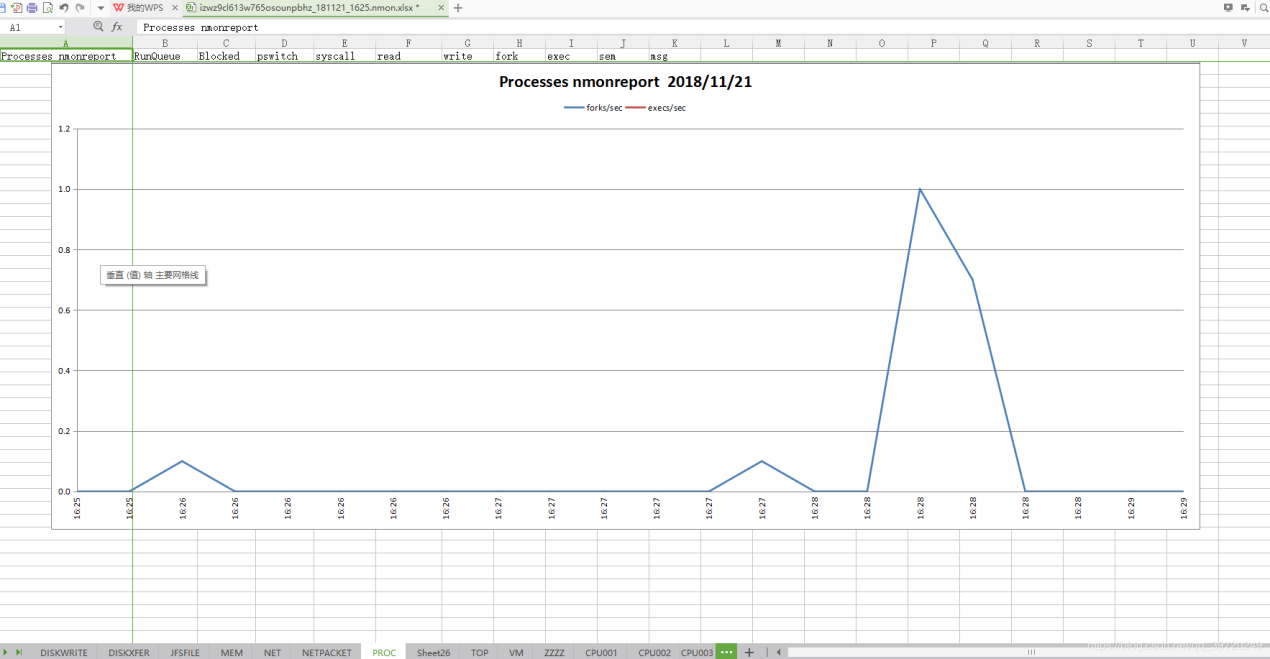 我的WPS × izwz9cl613w765osounpbhz_181121_1625.nmon.xlsx * × +
A1 fx Processes nmonreport
A B C D E F G H I J K L M N O P Q R S T U V
Processes nmonreport RunQueue Blocked pswitch syscall read write fork exec sem msg
Processes nmonreport 2018/11/21
forks/sec execs/sec
1.2
1.0
0.8
垂直 (值) 轴 主要网格线
0.6
0.4
0.2
0.0
16:25 16:25 16:26 16:26 16:26 16:26 16:26 16:26 16:27 16:27 16:27 16:27 16:27 16:27 16:28 16:28 16:28 16:28 16:28 16:28 16:29 16:29
DISKWRITE DISKXFER JFSFILE MEM NET NETPACKET PROC Sheet26 TOP VM ZZZZ CPU001 CPU002 CPU003 ••• +